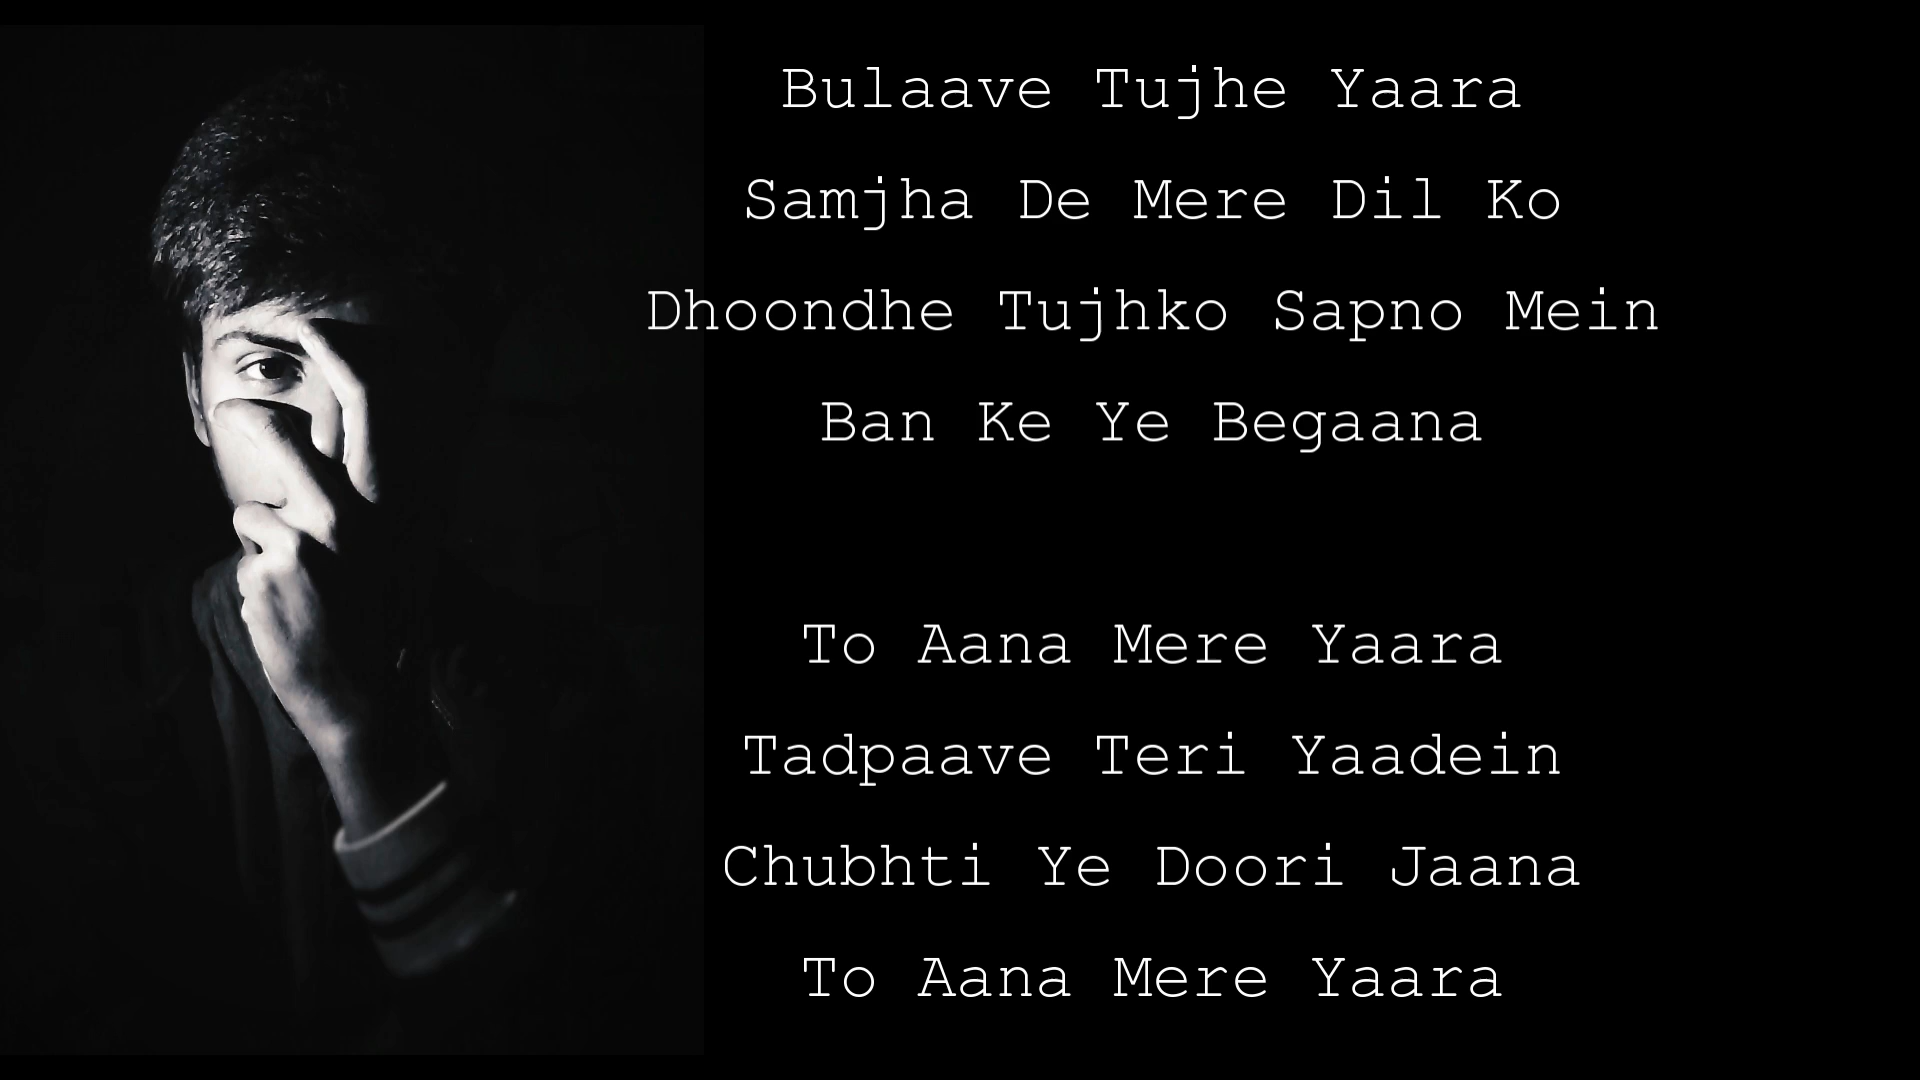 Bulaave Tujhe Yaara
Samjha De Mere Dil Ko
Dhoondhe Tujhko Sapno Mein
Ban Ke Ye Begaana
To Aana Mere Yaara
Tadpaave Teri Yaadein
Chubhti Ye Doori Jaana
To Aana Mere Yaara